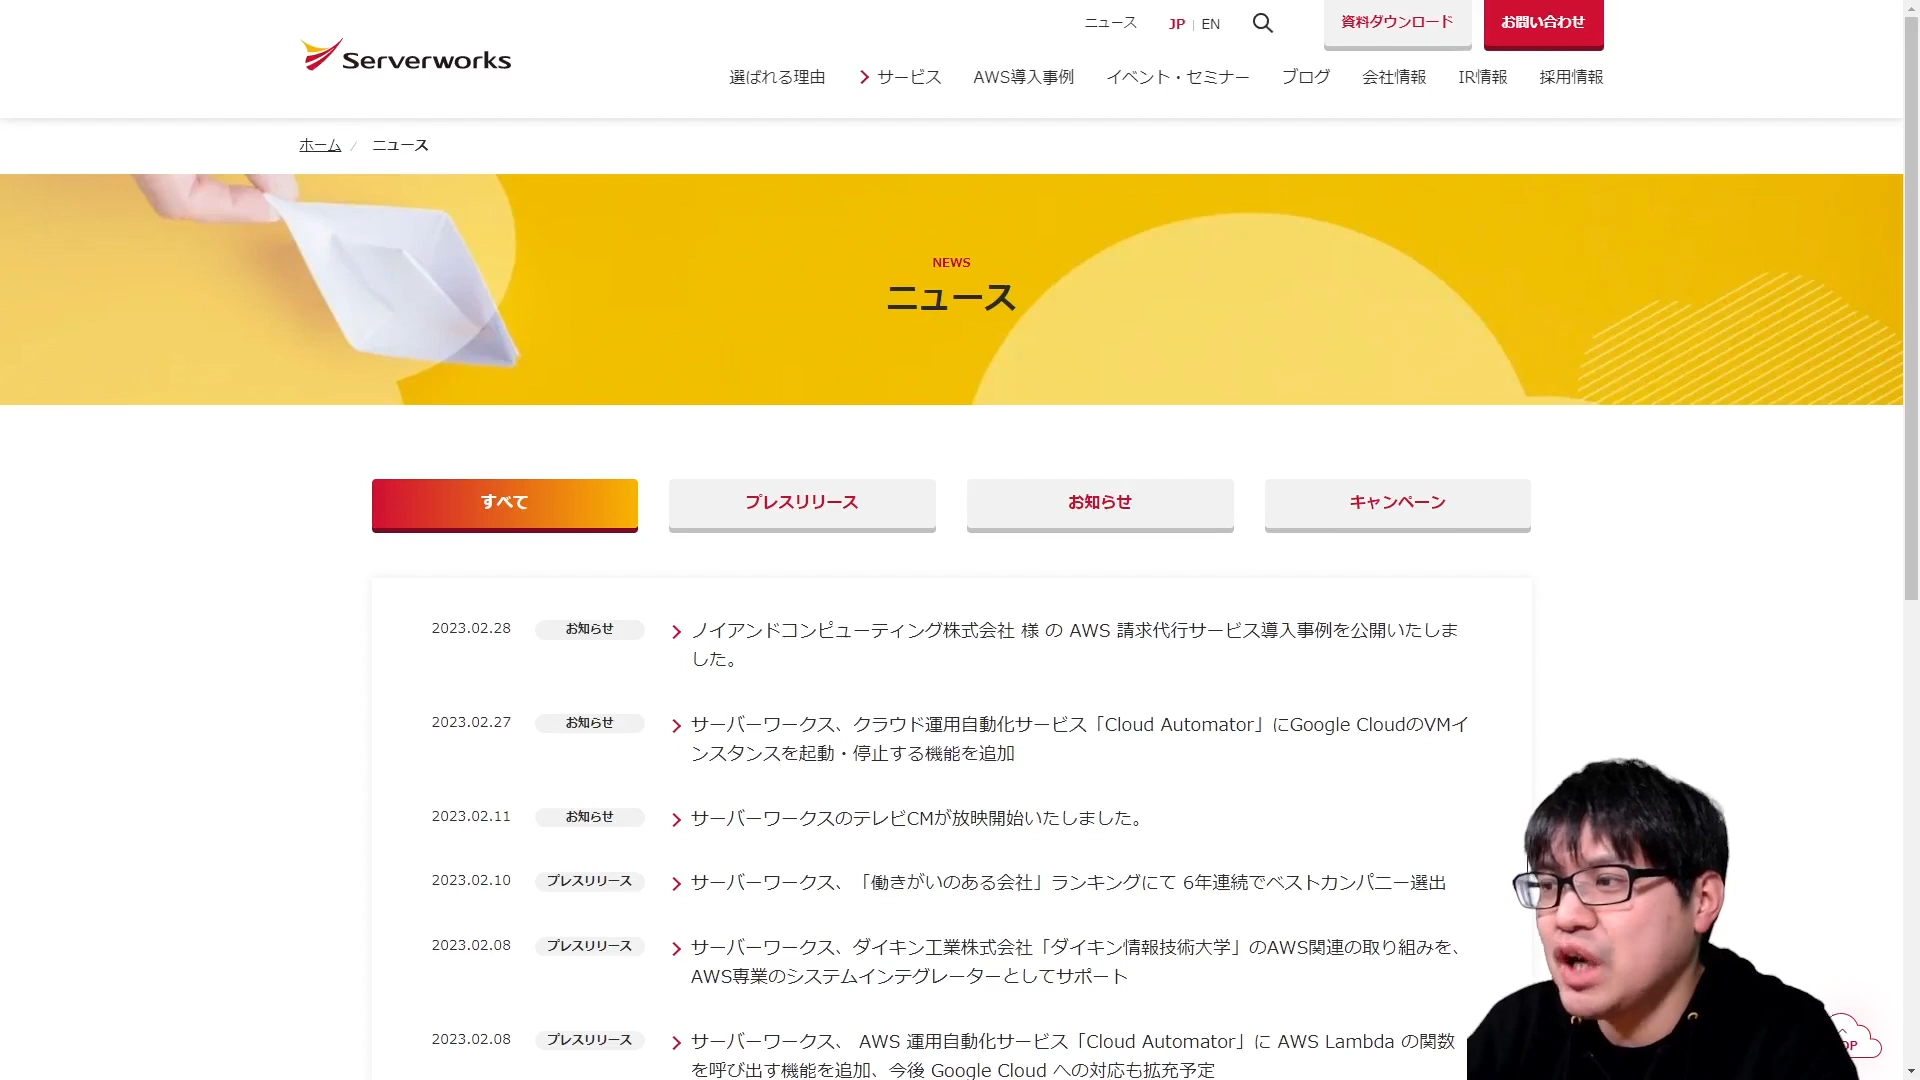 ニュース
JP | EN
資料ダウンロード
お問い合わせ
Serverworks
選ばれる理由
サービス
AWS導入事例
イベント・セミナー
ブログ
会社情報
IR情報
採用情報
ホーム / ニュース
NEWS
ニュース
すべて
プレスリリース
お知らせ
キャンペーン
2023.02.28 お知らせ ノイアンドコンピューティング株式会社 様 の AWS 請求代行サービス導入事例を公開いたしま
した。
2023.02.27 お知らせ サーバーワークス、クラウド運用自動化サービス「Cloud Automator」にGoogle CloudのVMイ
ンスタンスを起動・停止する機能を追加
2023.02.11 お知らせ サーバーワークスのテレビCMが放映開始いたしました。
2023.02.10 プレスリリース サーバーワークス、「働きがいのある会社」ランキングにて 6年連続でベストカンパニー選出
2023.02.08 プレスリリース サーバーワークス、ダイキン工業株式会社「ダイキン情報技術大学」のAWS関連の取り組みを、
AWS専業のシステムインテグレーターとしてサポート
2023.02.08 プレスリリース サーバーワークス、 AWS 運用自動化サービス「Cloud Automator」に AWS Lambda の関数
を呼び出す機能を追加、今後 Google Cloud への対応も拡充予定